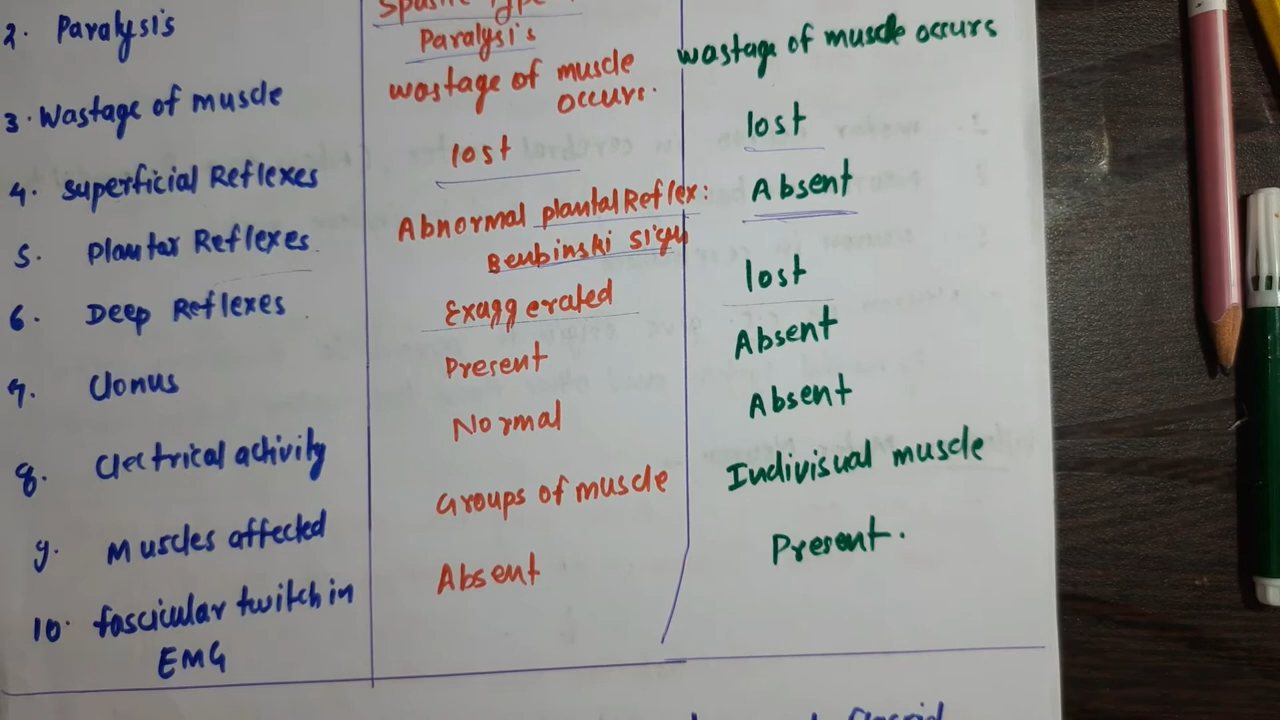 Spastic Type
2. Paralysis Paralysis
wastage of muscle occurs
3. Wastage of muscle wastage of muscle
occurs.
lost lost
4. Superficial Reflexes
Abnormal plantal Reflex: Absent
5. Plantar Reflexes
Beubinski sign
6. Deep Reflexes Exaggerated lost
7. Clonus Present Absent
8. Electrical activity Normal Absent
9. Muscles affected Groups of muscle Indivisual muscle
10. fascicular twitch in Absent Present.
EMG